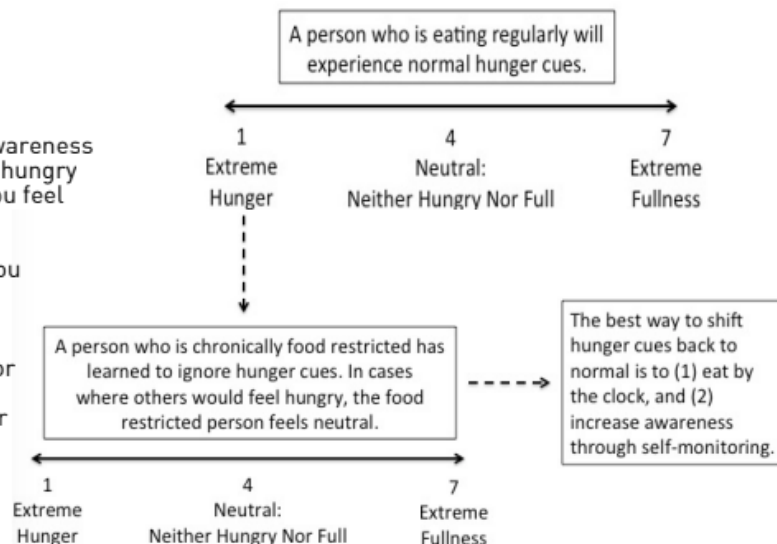 A person who is eating regularly will
experience normal hunger cues.
1
Extreme
Hunger
4
Neutral:
Neither Hungry Nor Full
7
Extreme
Fullness
hungry
feel
A person who is chronically food restricted has
learned to ignore hunger cues. In cases
where others would feel hungry, the food
restricted person feels neutral.
The best way to shift
hunger cues back to
normal is to (1) eat by
the clock, and (2)
increase awareness
through self-monitoring.
1
Extreme
Hunger
4
Neutral:
Neither Hungry Nor Full
7
Extreme
Fullness